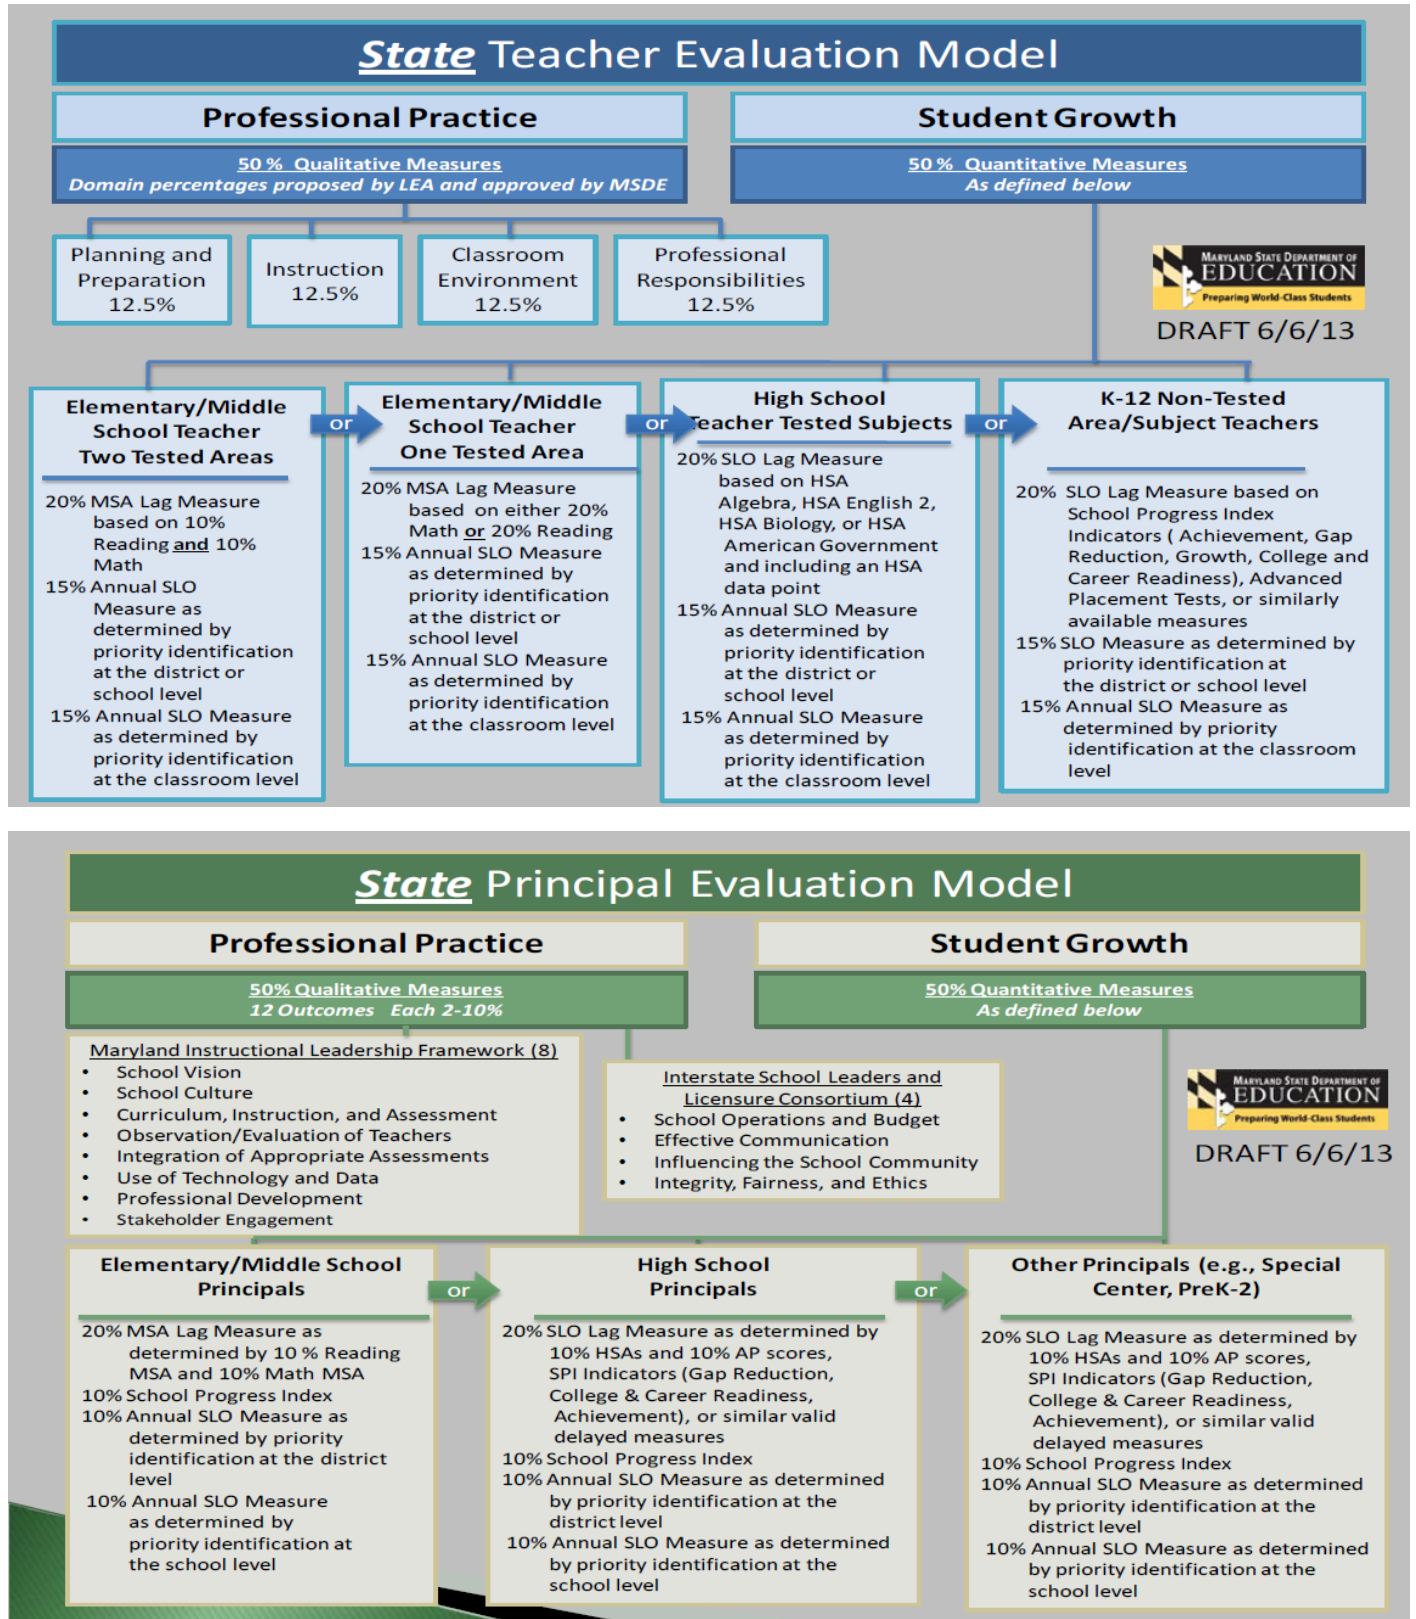 State Teacher Evaluation Model
Professional Practice
Student Growth
50 % Qualitative Measures
Domain percentages proposed by LEA and approved by MSDE
50 % Quantitative Measures
As defined below
Planning and
Preparation
12.5%
Instruction
12.5%
Classroom
Environment
12.5%
Professional
Responsibilities
12.5%
MARYLAND STATE DEPARTMENT OF
EDUCATION
Preparing World-Class Students
DRAFT 6/6/13
Elementary/Middle
School Teacher
Two Tested Areas
20% MSA Lag Measure
based on 10%
Reading and 10%
Math
15% Annual SLO
Measure as
determined by
priority identification
at the district or
school level
15% Annual SLO Measure
as determined by
priority identification
at the classroom level
or
Elementary/Middle
School Teacher
One Tested Area
20% MSA Lag Measure
based on either 20%
Math or 20% Reading
15% Annual SLO Measure
as determined by
priority identification
at the district or
school level
15% Annual SLO Measure
as determined by
priority identification
at the classroom level
or
High School
Teacher Tested Subjects
20% SLO Lag Measure
based on HSA
Algebra, HSA English 2,
HSA Biology, or HSA
American Government
and including an HSA
data point
15% Annual SLO Measure
as determined by
priority identification
at the district or
school level
15% Annual SLO Measure
as determined by
priority identification
at the classroom level
or
K-12 Non-Tested
Area/Subject Teachers
20% SLO Lag Measure based on
School Progress Index
Indicators ( Achievement, Gap
Reduction, Growth, College and
Career Readiness), Advanced
Placement Tests, or similarly
available measures
15% SLO Measure as determined by
priority identification at
the district or school level
15% Annual SLO Measure as
determined by priority
identification at the classroom
level
State Principal Evaluation Model
Professional Practice
Student Growth
50% Qualitative Measures
12 Outcomes Each 2-10%
50% Quantitative Measures
As defined below
Maryland Instructional Leadership Framework (8)
• School Vision
• School Culture
• Curriculum, Instruction, and Assessment
• Observation/Evaluation of Teachers
• Integration of Appropriate Assessments
• Use of Technology and Data
• Professional Development
• Stakeholder Engagement
Interstate School Leaders and
Licensure Consortium (4)
• School Operations and Budget
• Effective Communication
• Influencing the School Community
• Integrity, Fairness, and Ethics
MARYLAND STATE DEPARTMENT OF
EDUCATION
Preparing World-Class Students
DRAFT 6/6/13
Elementary/Middle School
Principals
20% MSA Lag Measure as
determined by 10 % Reading
MSA and 10% Math MSA
10% School Progress Index
10% Annual SLO Measure as
determined by priority
identification at the district
level
10% Annual SLO Measure
as determined by
priority identification at
the school level
or
High School
Principals
20% SLO Lag Measure as determined by
10% HSAs and 10% AP scores,
SPI Indicators (Gap Reduction,
College & Career Readiness,
Achievement), or similar valid
delayed measures
10% School Progress Index
10% Annual SLO Measure as determined
by priority identification at the
district level
10% Annual SLO Measure as determined
by priority identification at the
school level
or
Other Principals (e.g., Special
Center, PreK-2)
20% SLO Lag Measure as determined by
10% HSAs and 10% AP scores,
SPI Indicators (Gap Reduction,
College & Career Readiness,
Achievement), or similar valid
delayed measures
10% School Progress Index
10% Annual SLO Measure as determined
by priority identification at the
district level
10% Annual SLO Measure as determined
by priority identification at the
school level